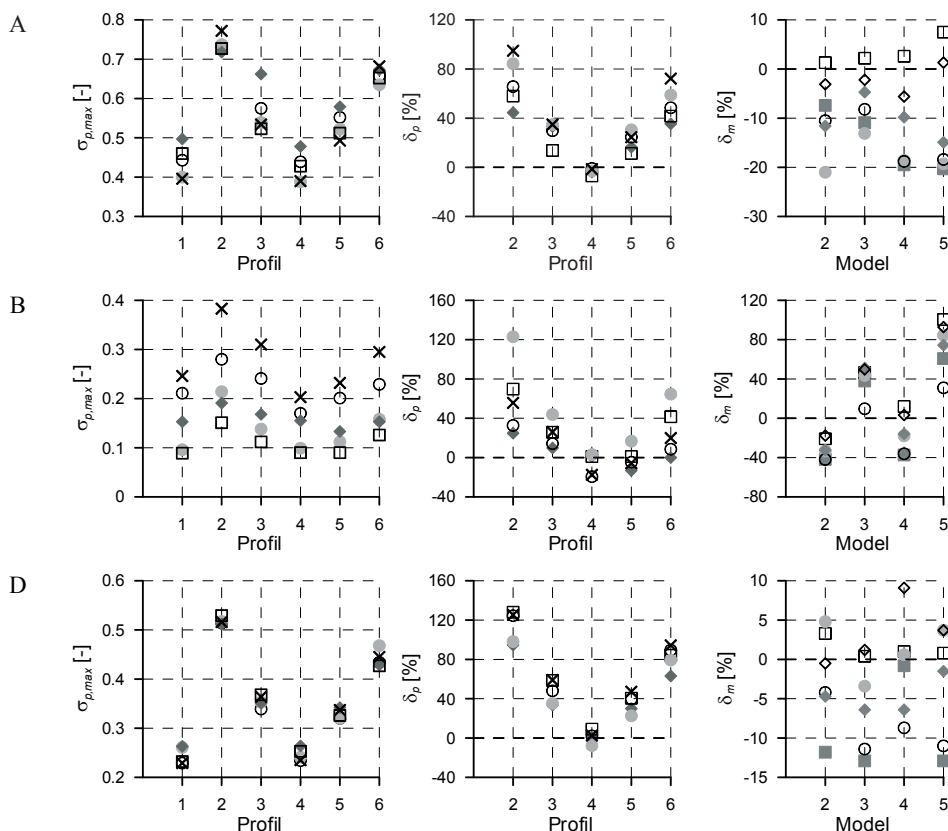 A
σp,max [-]
0.8
0.7
0.6
0.5
0.4
0.3
1 2 3 4 5 6
Profil
δp [%]
120
80
40
0
-40
2 3 4 5 6
Profil
δm [%]
10
0
-10
-20
-30
2 3 4 5
Model
B
σp,max [-]
0.4
0.3
0.2
0.1
0
1 2 3 4 5 6
Profil
δp [%]
160
120
80
40
0
-40
2 3 4 5 6
Profil
δm [%]
120
80
40
0
-40
-80
2 3 4 5
Model
D
σp,max [-]
0.6
0.5
0.4
0.3
0.2
1 2 3 4 5 6
Profil
δp [%]
160
120
80
40
0
-40
2 3 4 5 6
Profil
δm [%]
10
5
0
-5
-10
-15
2 3 4 5
Model